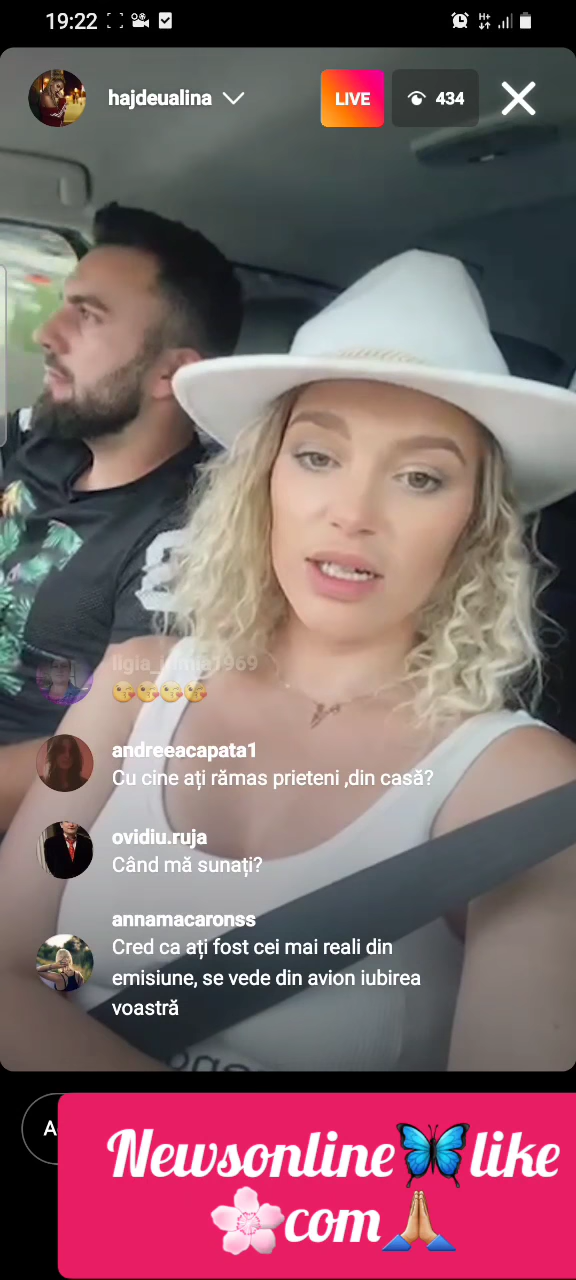 19:22
H+
hajdeualina
LIVE
434
ligia_irimia1969
😘😘😘😘
andreeacapata1
Cu cine ați rămas prieteni ,din casă?
ovidiu.ruja
Când mă sunați?
annamacaronss
Cred ca ați fost cei mai reali din
emisiune, se vede din avion iubirea
voastră
Newsonline🦋like
🌸com🙏🏼